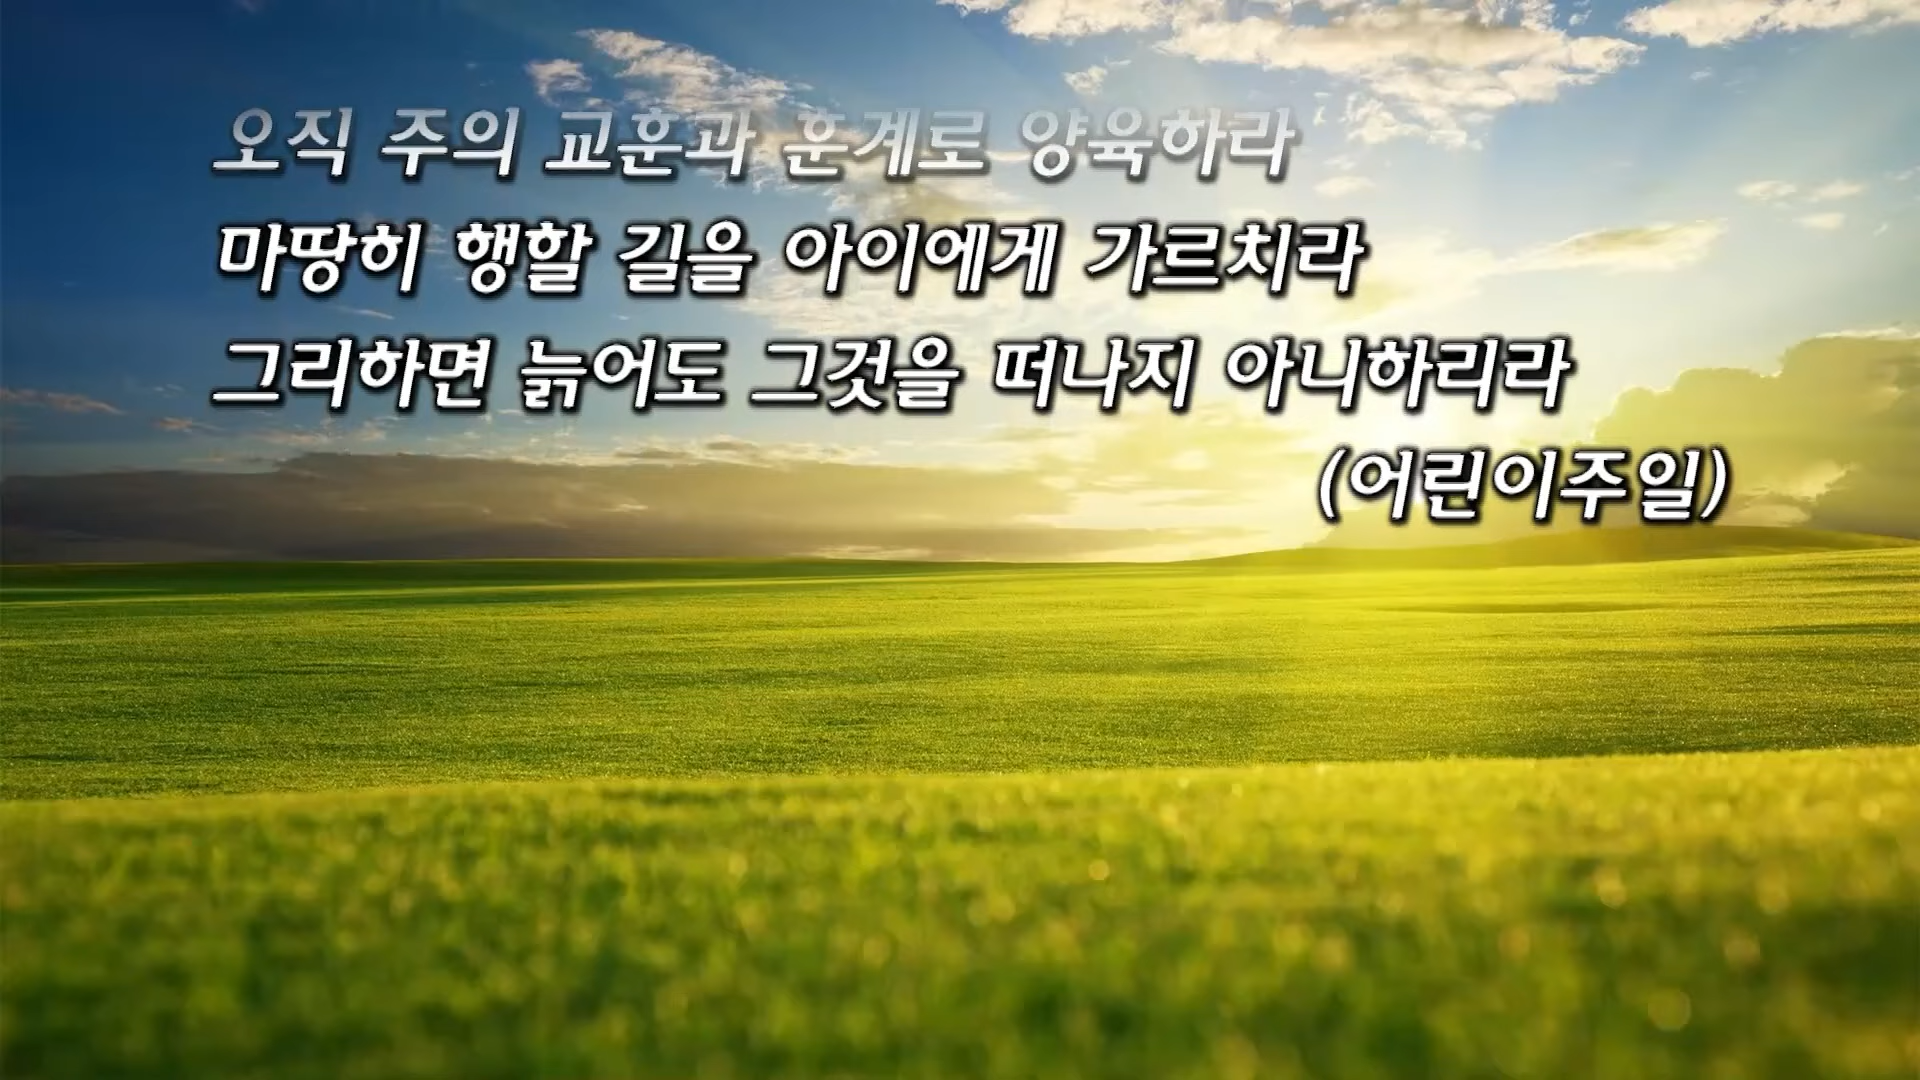 오직 주의 교훈과 훈계로 양육하라
마땅히 행할 길을 아이에게 가르치라
그리하면 늙어도 그것을 떠나지 아니하리라
(어린이주일)